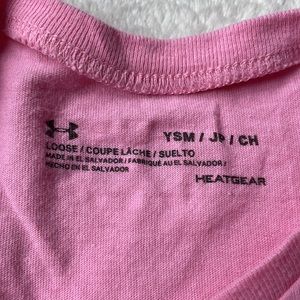 YSM / JP / CH
LOOSE / COUPE LÂCHE / SUELTO
MADE IN EL SALVADOR / FABRIQUÉ AU EL SALVADOR /
HECHO EN EL SALVADOR
HEATGEAR